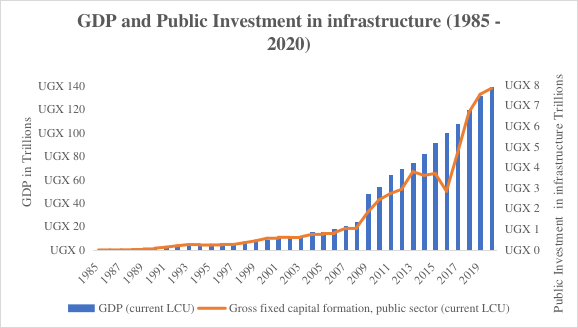 GDP and Public Investment in infrastructure (1985 -
2020)
UGX 140
UGX 120
UGX 100
UGX 80
UGX 60
UGX 40
UGX 20
UGX 0
GDP in Trillions
UGX 8
UGX 7
UGX 6
UGX 5
UGX 4
UGX 3
UGX 2
UGX 1
UGX 0
Public Investment in infrastructure Trillions
1985
1987
1989
1991
1993
1995
1997
1999
2001
2003
2005
2007
2009
2011
2013
2015
2017
2019
GDP (current LCU)
Gross fixed capital formation, public sector (current LCU)